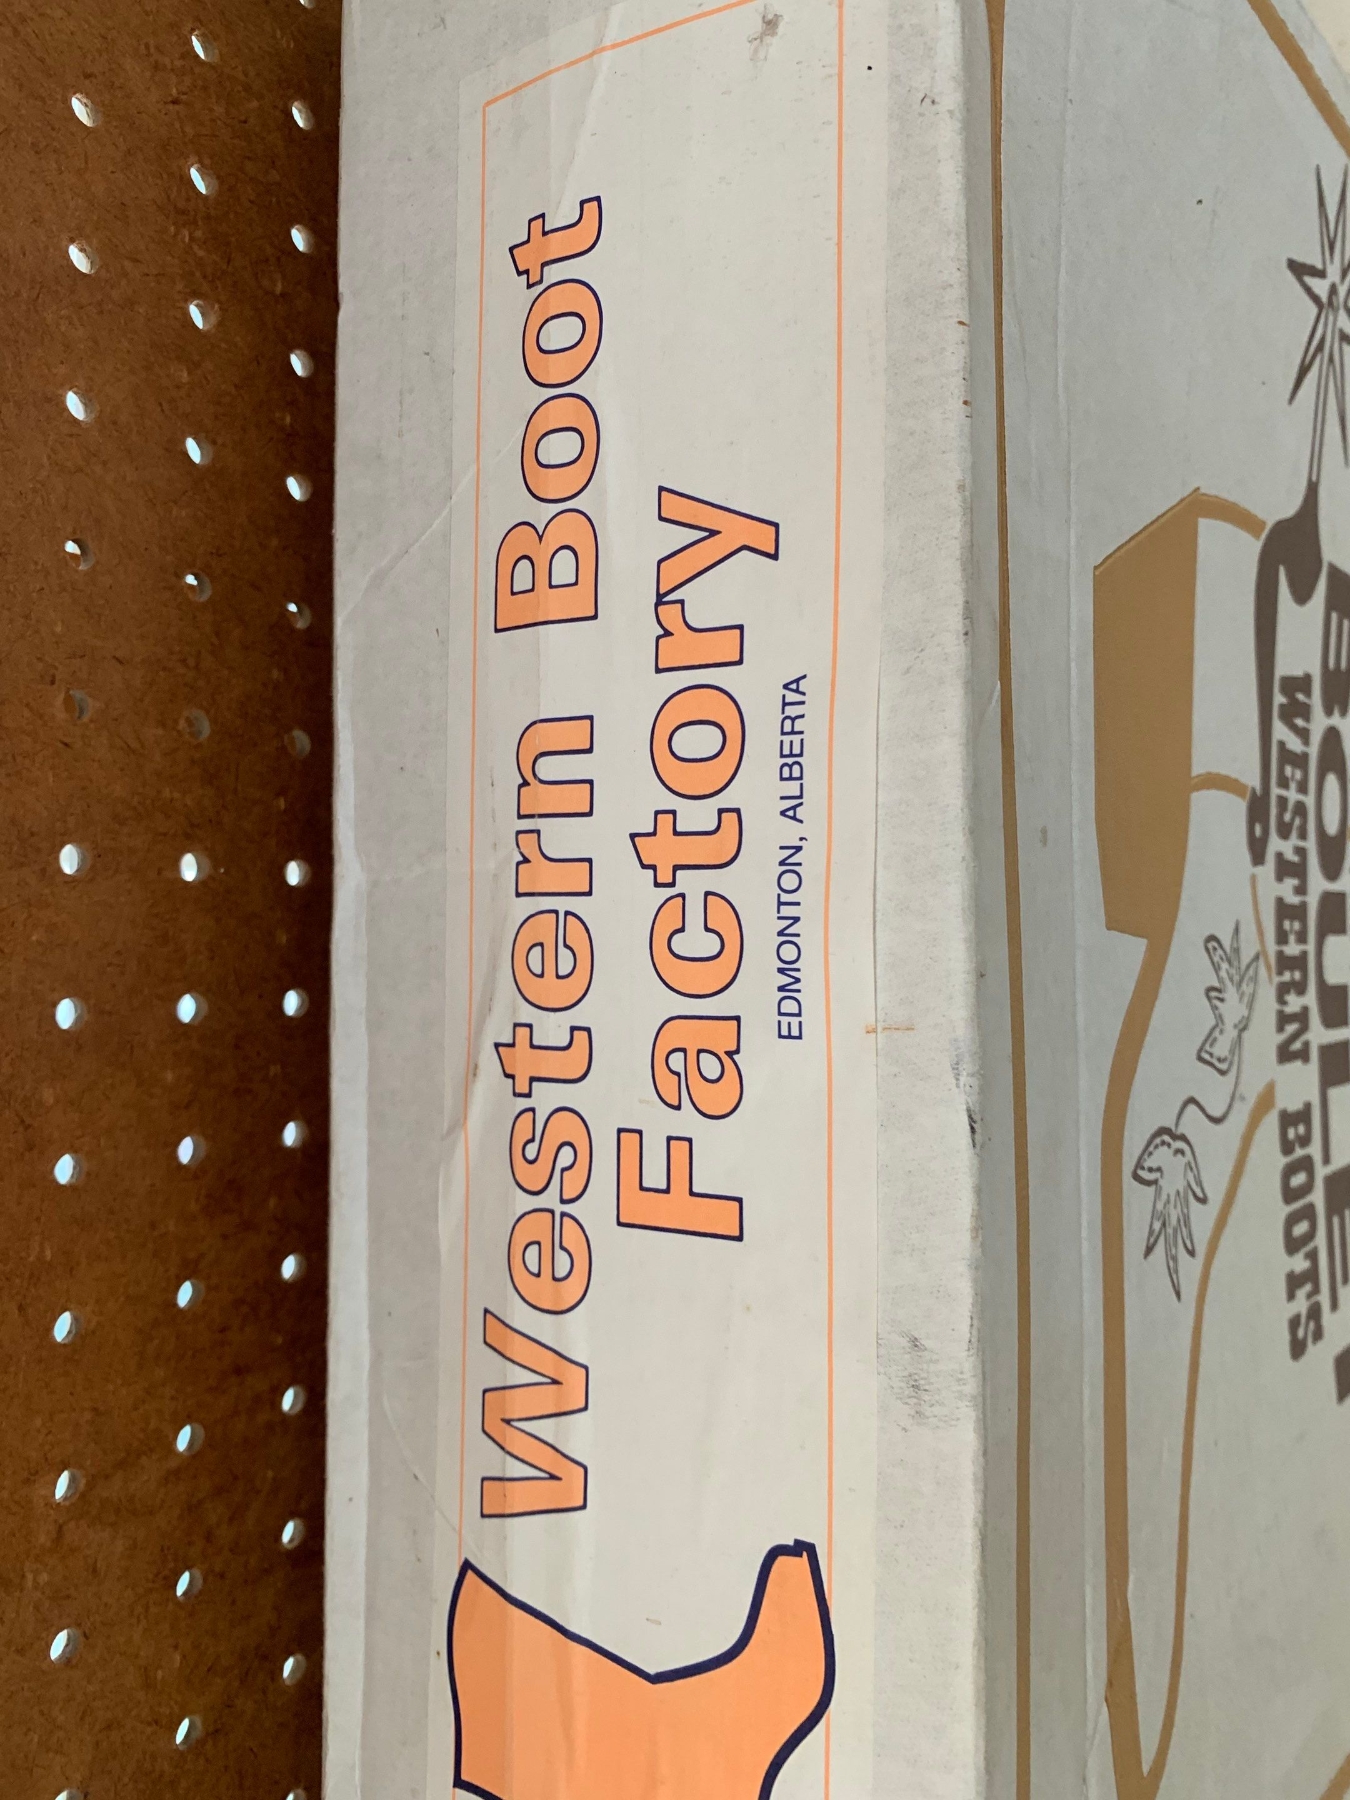 Western Boot
Factory
EDMONTON, ALBERTA
BOULET
WESTERN BOOTS